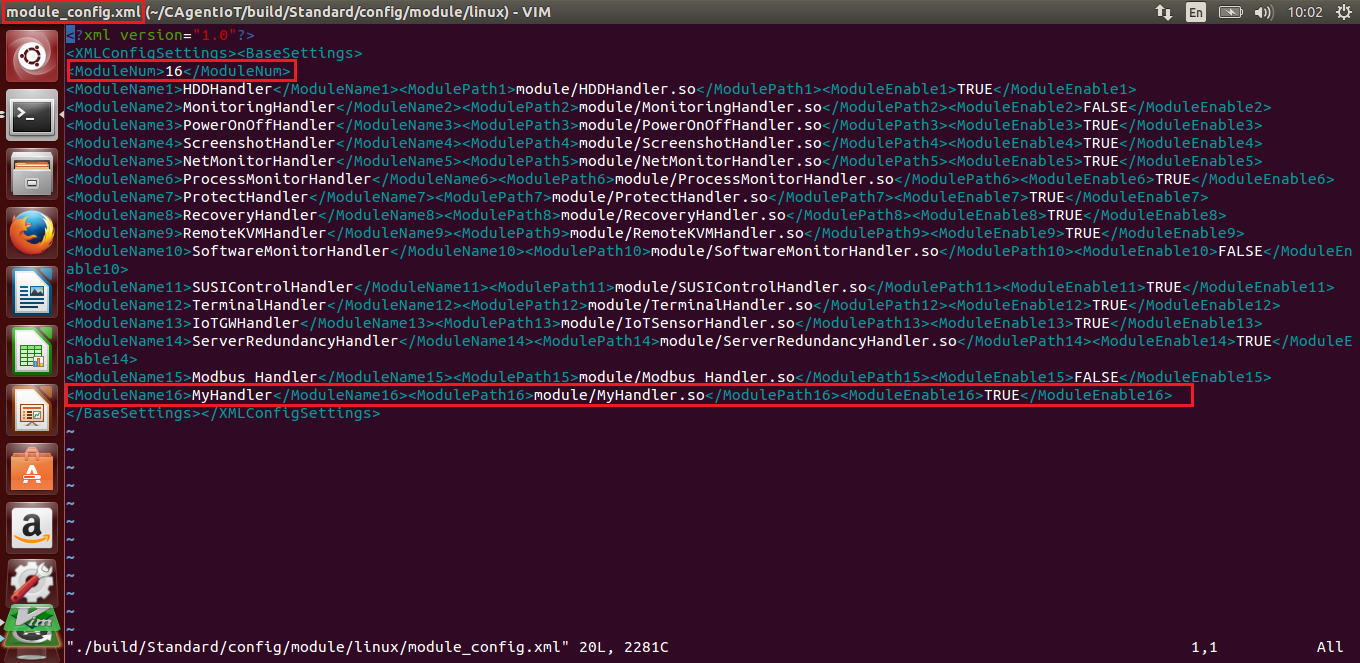 module_config.xml (~/CAgentIoT/build/Standard/config/module/linux) - VIM En 10:02
<?xml version="1.0"?>
<XMLConfigSettings><BaseSettings>
<ModuleNum>16</ModuleNum>
<ModuleName1>HDDHandler</ModuleName1><ModulePath1>module/HDDHandler.so</ModulePath1><ModuleEnable1>TRUE</ModuleEnable1>
<ModuleName2>MonitoringHandler</ModuleName2><ModulePath2>module/MonitoringHandler.so</ModulePath2><ModuleEnable2>FALSE</ModuleEnable2>
<ModuleName3>PowerOnOffHandler</ModuleName3><ModulePath3>module/PowerOnOffHandler.so</ModulePath3><ModuleEnable3>TRUE</ModuleEnable3>
<ModuleName4>ScreenshotHandler</ModuleName4><ModulePath4>module/ScreenshotHandler.so</ModulePath4><ModuleEnable4>TRUE</ModuleEnable4>
<ModuleName5>NetMonitorHandler</ModuleName5><ModulePath5>module/NetMonitorHandler.so</ModulePath5><ModuleEnable5>TRUE</ModuleEnable5>
<ModuleName6>ProcessMonitorHandler</ModuleName6><ModulePath6>module/ProcessMonitorHandler.so</ModulePath6><ModuleEnable6>TRUE</ModuleEnable6>
<ModuleName7>ProtectHandler</ModuleName7><ModulePath7>module/ProtectHandler.so</ModulePath7><ModuleEnable7>TRUE</ModuleEnable7>
<ModuleName8>RecoveryHandler</ModuleName8><ModulePath8>module/RecoveryHandler.so</ModulePath8><ModuleEnable8>TRUE</ModuleEnable8>
<ModuleName9>RemoteKVMHandler</ModuleName9><ModulePath9>module/RemoteKVMHandler.so</ModulePath9><ModuleEnable9>TRUE</ModuleEnable9>
<ModuleName10>SoftwareMonitorHandler</ModuleName10><ModulePath10>module/SoftwareMonitorHandler.so</ModulePath10><ModuleEnable10>FALSE</ModuleEn
able10>
<ModuleName11>SUSIControlHandler</ModuleName11><ModulePath11>module/SUSIControlHandler.so</ModulePath11><ModuleEnable11>TRUE</ModuleEnable11>
<ModuleName12>TerminalHandler</ModuleName12><ModulePath12>module/TerminalHandler.so</ModulePath12><ModuleEnable12>TRUE</ModuleEnable12>
<ModuleName13>IoTGWHandler</ModuleName13><ModulePath13>module/IoTSensorHandler.so</ModulePath13><ModuleEnable13>TRUE</ModuleEnable13>
<ModuleName14>ServerRedundancyHandler</ModuleName14><ModulePath14>module/ServerRedundancyHandler.so</ModulePath14><ModuleEnable14>TRUE</ModuleE
nable14>
<ModuleName15>Modbus_Handler</ModuleName15><ModulePath15>module/Modbus_Handler.so</ModulePath15><ModuleEnable15>FALSE</ModuleEnable15>
<ModuleName16>MyHandler</ModuleName16><ModulePath16>module/MyHandler.so</ModulePath16><ModuleEnable16>TRUE</ModuleEnable16>
</BaseSettings></XMLConfigSettings>
~
~
~
~
~
~
~
~
~
~
~
~
"./build/Standard/config/module/linux/module_config.xml" 20L, 2281C 1,1 All
a
Vim